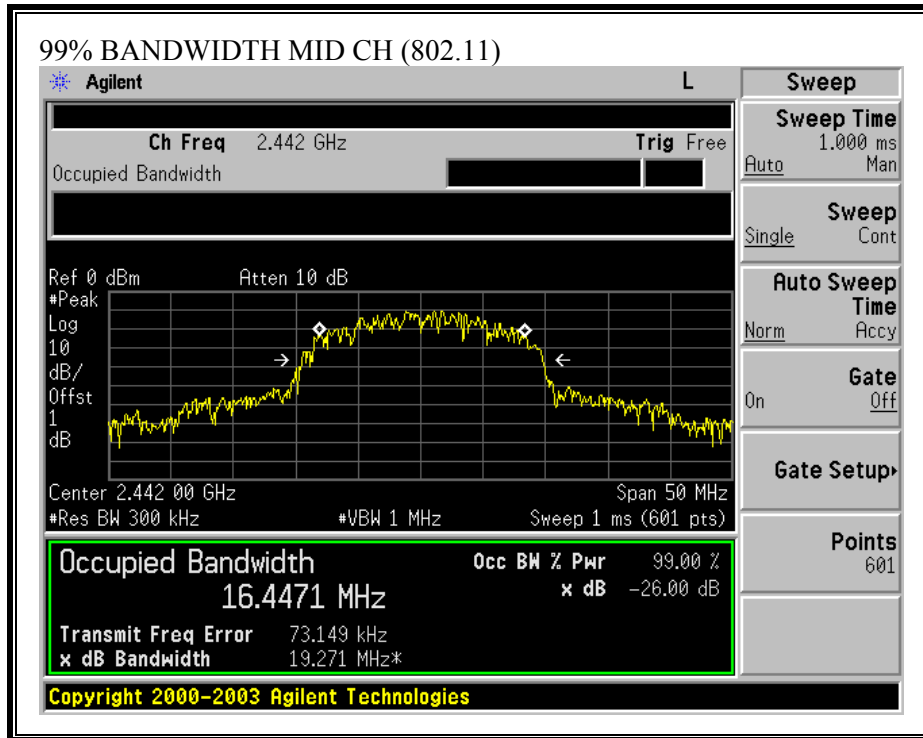 99% BANDWIDTH MID CH (802.11)
Agilent L
Ch Freq 2.442 GHz Trig Free
Occupied Bandwidth
Ref 0 dBm Atten 10 dB
#Peak
Log
10
dB/
Offst
1
dB
Center 2.442 00 GHz Span 50 MHz
#Res BW 300 kHz #VBW 1 MHz Sweep 1 ms (601 pts)
Occupied Bandwidth Occ BW % Pwr 99.00 %
16.4471 MHz x dB -26.00 dB
Transmit Freq Error 73.149 kHz
x dB Bandwidth 19.271 MHz*
Copyright 2000-2003 Agilent Technologies
Sweep
Sweep Time
1.000 ms
Auto Man
Sweep
Single Cont
Auto Sweep
Time
Norm Accy
Gate
On Off
Gate Setup
Points
601